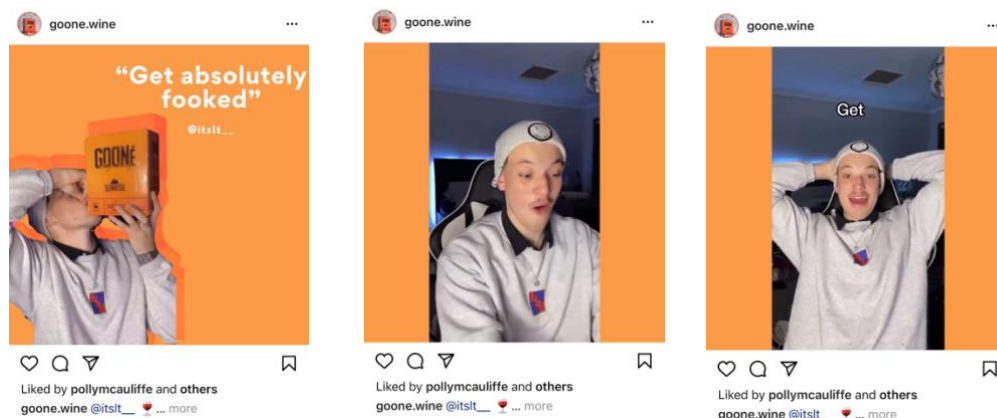 goone.wine
...
“Get absolutely
fooked”
@itslt__
GOONé
SUNRISE
Liked by pollymcauliffe and others
goone.wine @itslt__ 🍷 ... more
goone.wine
...
Liked by pollymcauliffe and others
goone.wine @itslt__ 🍷 ... more
goone.wine
...
Get
Liked by pollymcauliffe and others
goone.wine @itslt__ 🍷 ... more